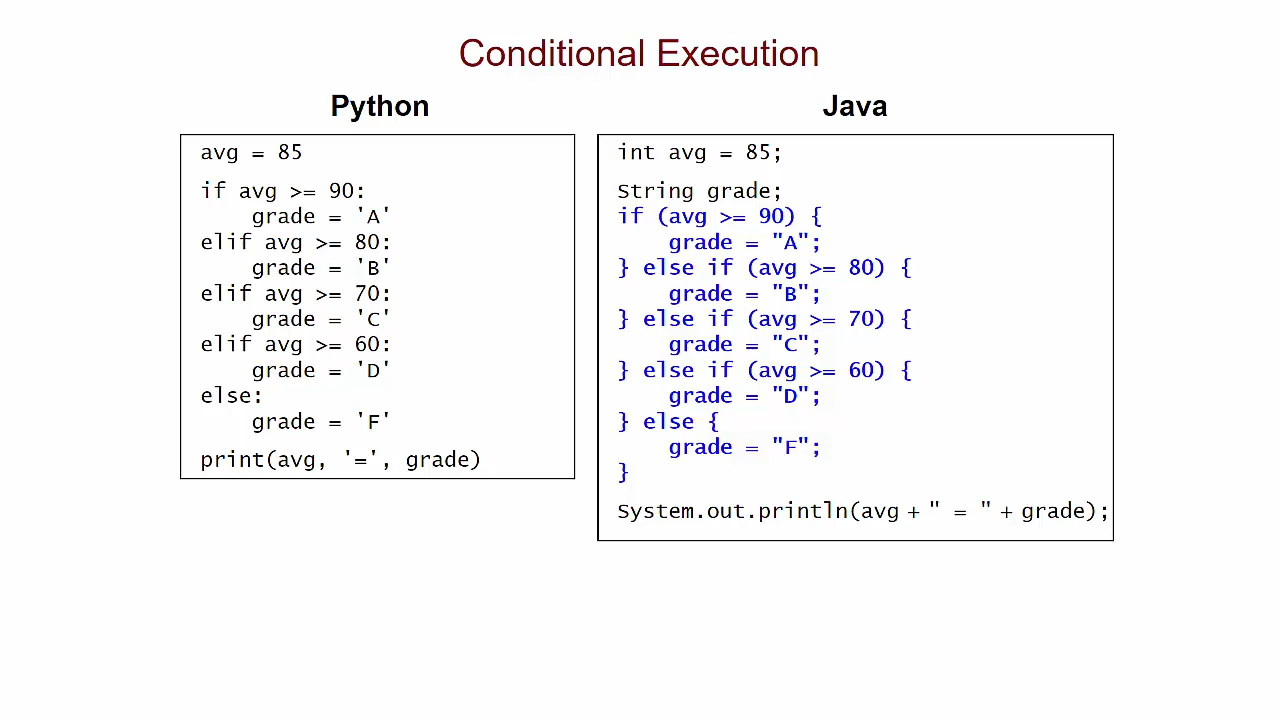 Conditional Execution
Python
avg = 85
if avg >= 90:
    grade = 'A'
elif avg >= 80:
    grade = 'B'
elif avg >= 70:
    grade = 'C'
elif avg >= 60:
    grade = 'D'
else:
    grade = 'F'
print(avg, '=', grade)
Java
int avg = 85;
String grade;
if (avg >= 90) {
    grade = "A";
} else if (avg >= 80) {
    grade = "B";
} else if (avg >= 70) {
    grade = "C";
} else if (avg >= 60) {
    grade = "D";
} else {
    grade = "F";
}
System.out.println(avg + " = " + grade);